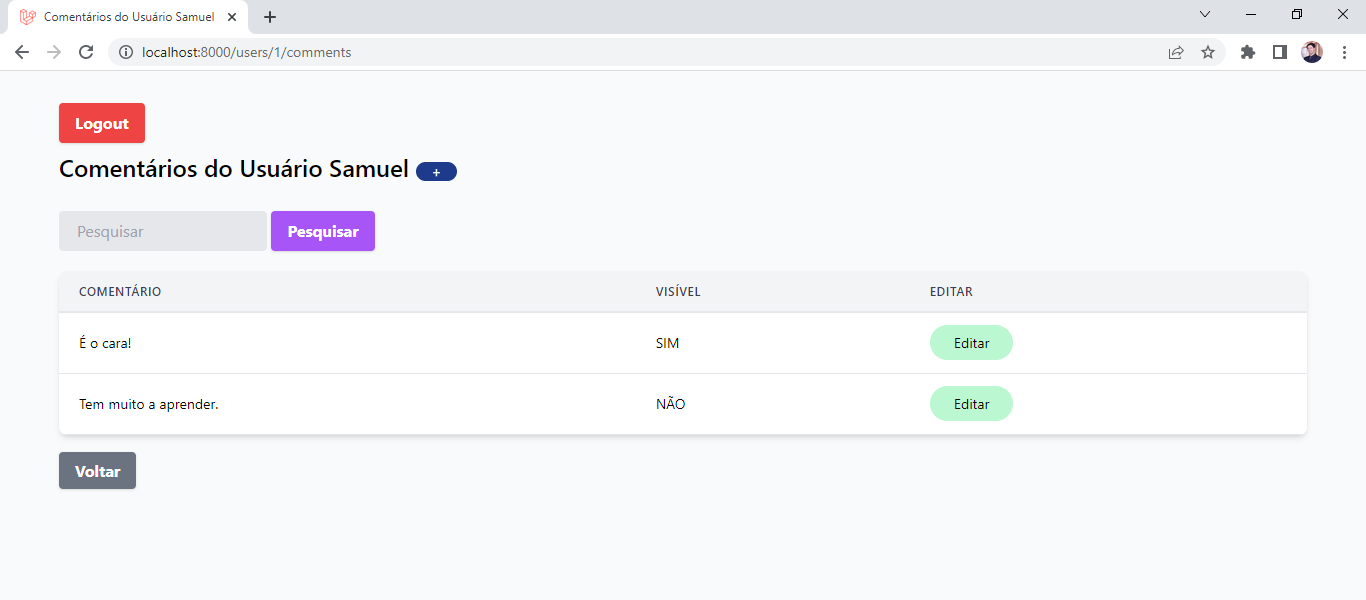 Comentários do Usuário Samuel
localhost:8000/users/1/comments
Logout
Comentários do Usuário Samuel +
Pesquisar Pesquisar
COMENTÁRIO VISÍVEL EDITAR
É o cara! SIM Editar
Tem muito a aprender. NÃO Editar
Voltar